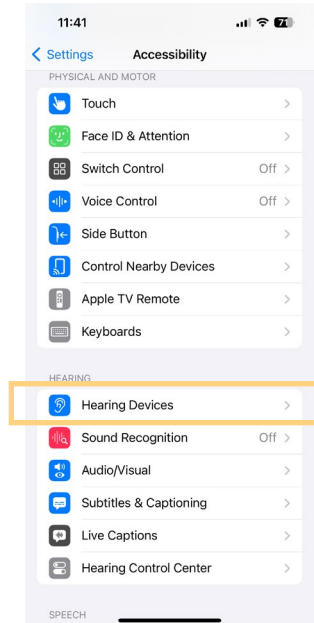 11:41 71
Settings Accessibility
PHYSICAL AND MOTOR
Touch
Face ID & Attention
Switch Control Off
Voice Control Off
Side Button
Control Nearby Devices
Apple TV Remote
Keyboards
HEARING
Hearing Devices
Sound Recognition Off
Audio/Visual
Subtitles & Captioning
Live Captions
Hearing Control Center
SPEECH